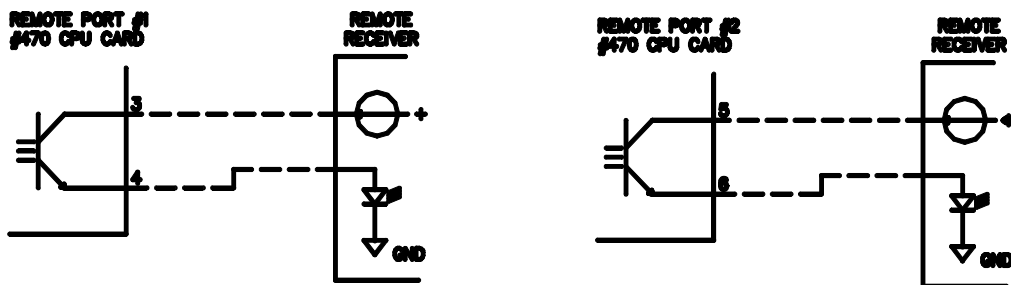 REMOTE PORT #1
#470 CPU CARD
REMOTE
RECEIVER
3
4
+
GND
REMOTE PORT #2
#470 CPU CARD
REMOTE
RECEIVER
5
6
GND